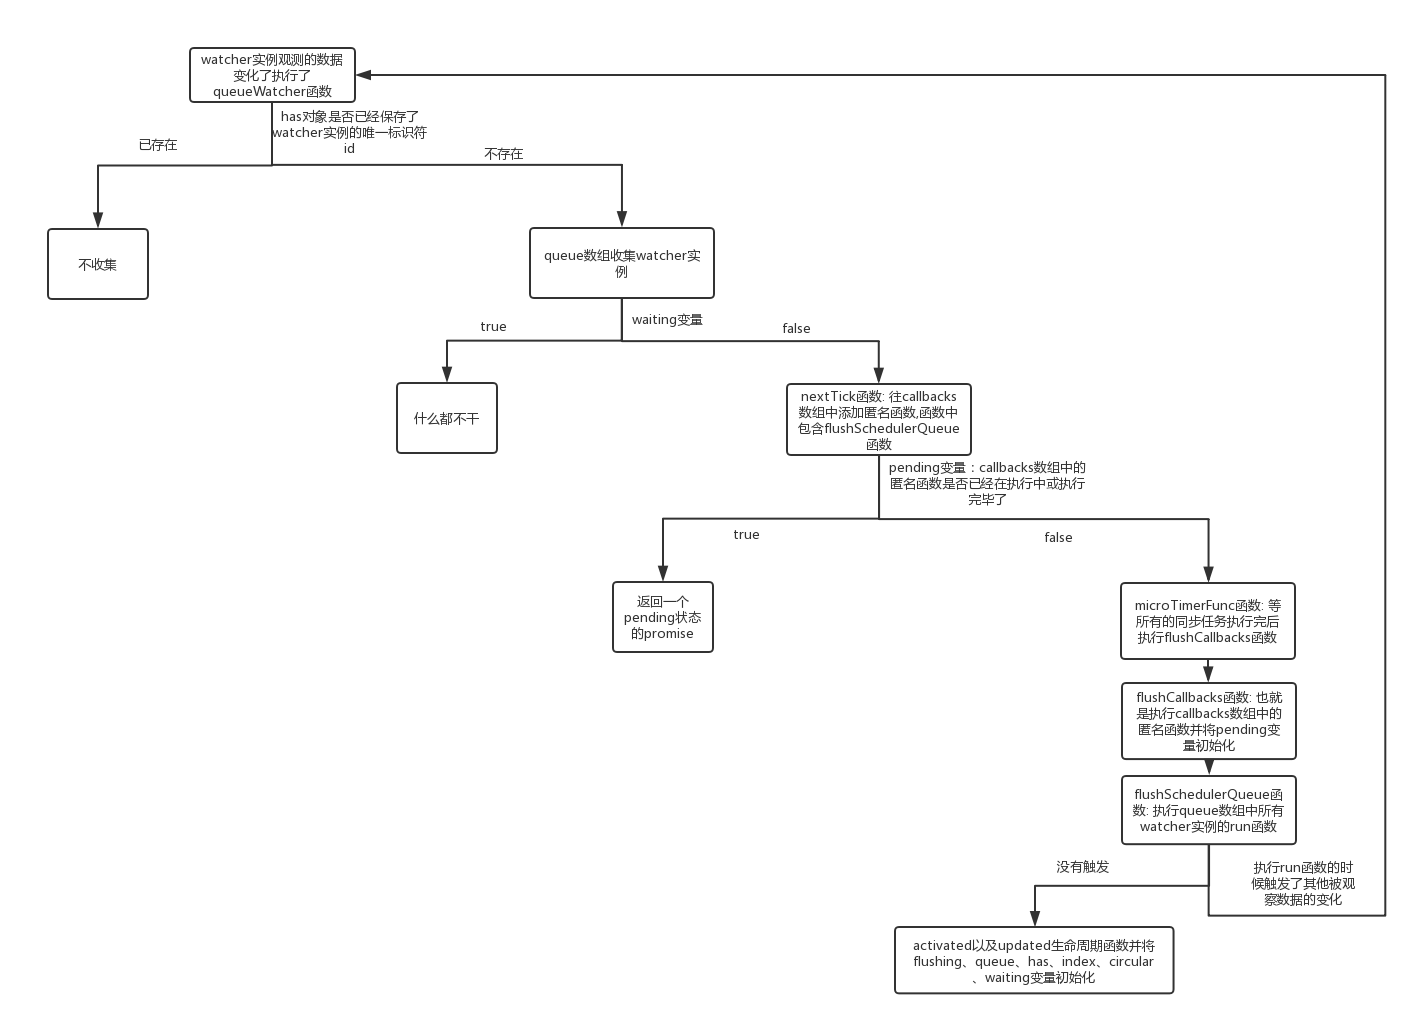 watcher实例观测的数据
变化了执行了
queueWatcher函数
has对象是否已经保存了
watcher实例的唯一标识符
id
已存在
不存在
不收集
queue数组收集watcher实
例
waiting变量
true
false
什么都不干
nextTick函数: 往callbacks
数组中添加匿名函数,函数中
包含flushSchedulerQueue
函数
pending变量：callbacks数组中的
匿名函数是否已经在执行中或执行
完毕了
true
false
返回一个
pending状态
的promise
microTimerFunc函数: 等
所有的同步任务执行完后
执行flushCallbacks函数
flushCallbacks函数: 也就
是执行callbacks数组中的
匿名函数并将pending变
量初始化
flushSchedulerQueue函
数: 执行queue数组中所有
watcher实例的run函数
没有触发
执行run函数的时
候触发了其他被观
察数据的变化
activated以及updated生命周期函数并将
flushing、queue、has、index、circular
、waiting变量初始化